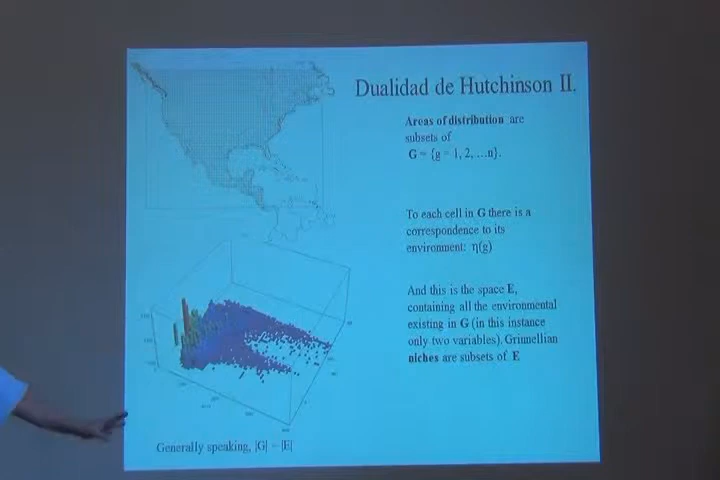 Dualidad de Hutchinson II.
Areas of distribution are
subsets of
G = {g = 1, 2, ...n}.
To each cell in G there is a
correspondence to its
environment: η(g)
And this is the space E,
containing all the environmental
existing in G (in this instance
only two variables). Grinnellian
niches are subsets of E
Generally speaking, |G| |E|